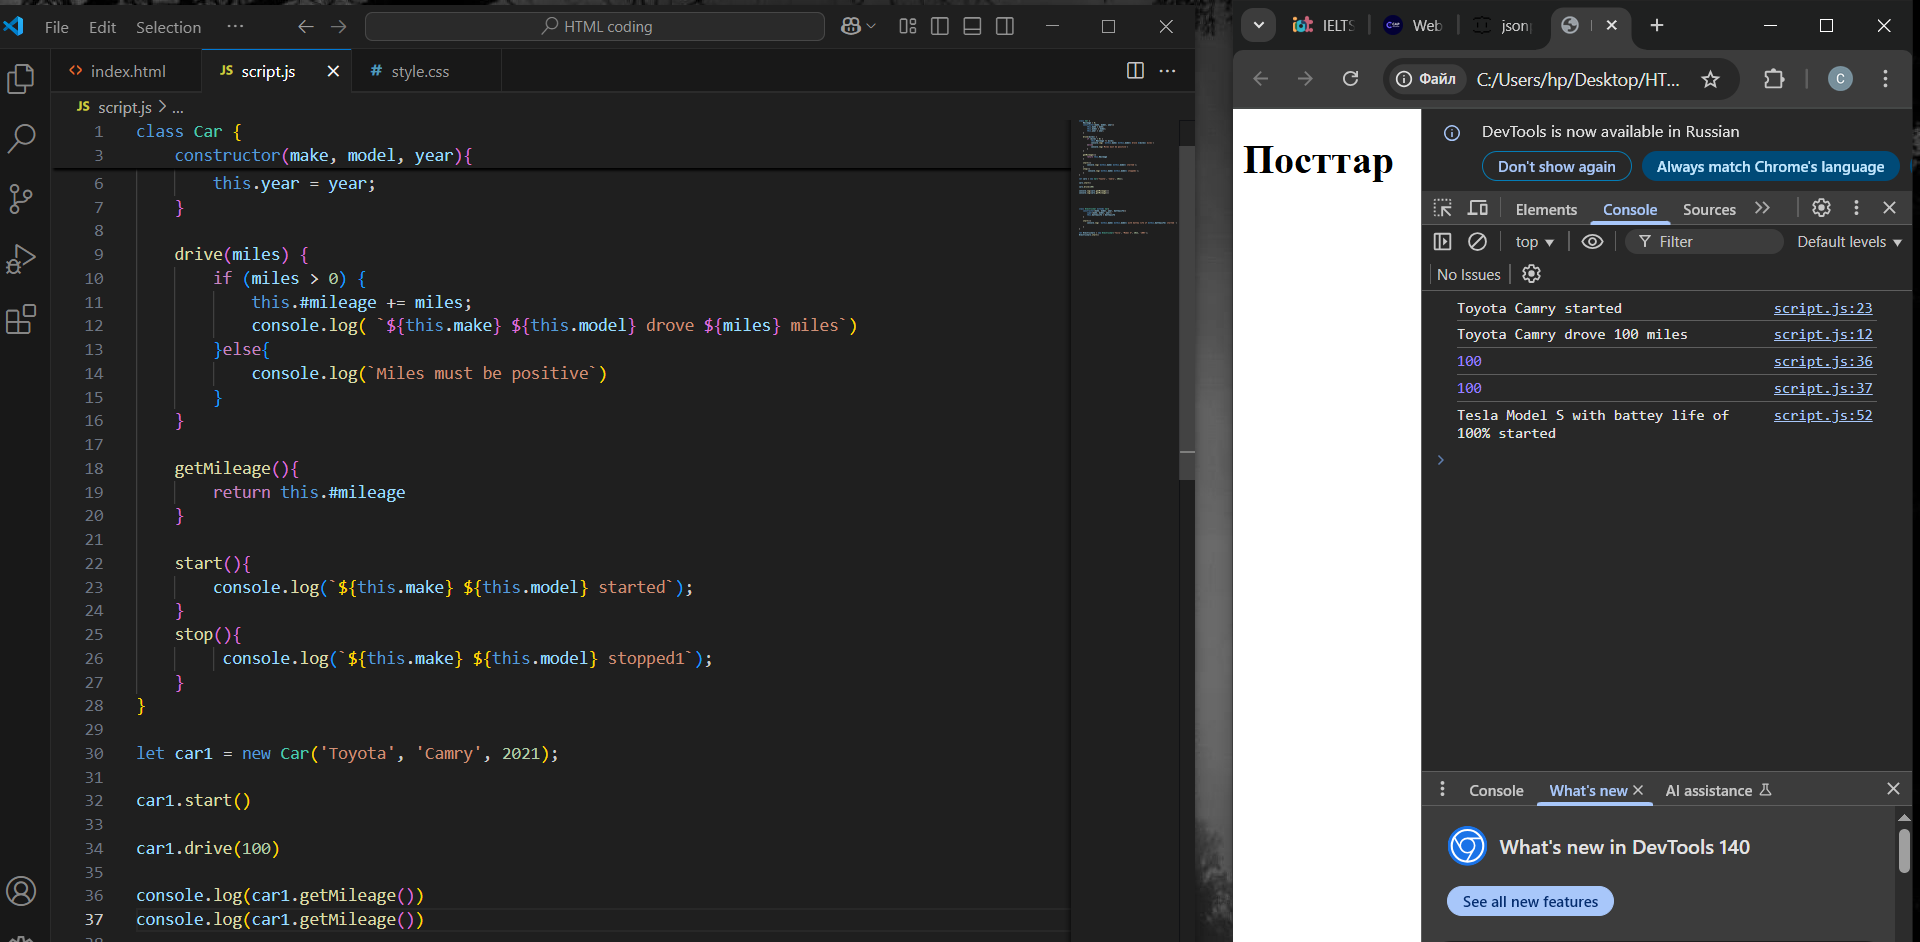 File Edit Selection ···
HTML coding
index.html
JS script.js
# style.css
JS script.js > ...
1 class Car {
3 constructor(make, model, year){
6 this.year = year;
7 }
8
9 drive(miles) {
10 if (miles > 0) {
11 this.#mileage += miles;
12 console.log( `${this.make} ${this.model} drove ${miles} miles`)
13 }else{
14 console.log(`Miles must be positive`)
15 }
16 }
17
18 getMileage(){
19 return this.#mileage
20 }
21
22 start(){
23 console.log(`${this.make} ${this.model} started`);
24 }
25 stop(){
26 console.log(`${this.make} ${this.model} stopped1`);
27 }
28 }
29
30 let car1 = new Car('Toyota', 'Camry', 2021);
31
32 car1.start()
33
34 car1.drive(100)
35
36 console.log(car1.getMileage())
37 console.log(car1.getMileage())
38
IELTS
Web
json
Файл C:/Users/hp/Desktop/HT...
C
Посттар
DevTools is now available in Russian
Don't show again
Always match Chrome's language
Elements Console Sources
top
Filter
Default levels
No Issues
Toyota Camry started script.js:23
Toyota Camry drove 100 miles script.js:12
100 script.js:36
100 script.js:37
Tesla Model S with battey life of script.js:52
100% started
Console What's new AI assistance
What's new in DevTools 140
See all new features